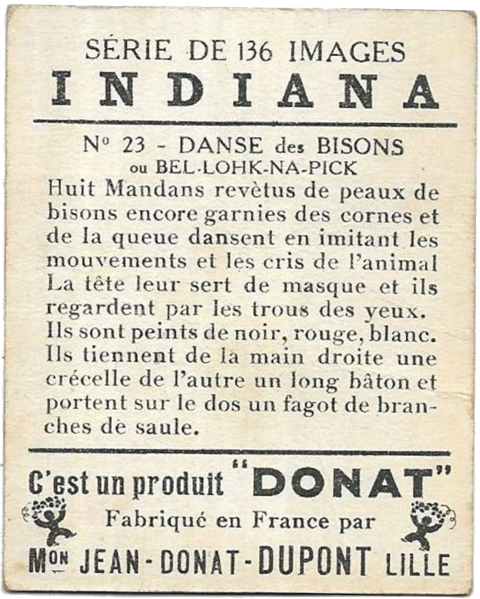 SÉRIE DE 136 IMAGES
INDIANA
Nº 23 - DANSE des BISONS
ou BEL-LOHK-NA-PICK
Huit Mandans revètus de peaux de
bisons encore garnies des cornes et
de la queue dansent en imitant les
mouvements et les cris de l'animal
La tête leur sert de masque et ils
regardent par les trous des yeux.
Ils sont peints de noir, rouge, blanc.
Ils tiennent de la main droite une
crécelle de l'autre un long bâton et
portent sur le dos un fagot de bran-
ches de saule.
C'est un produit "DONAT"
Fabriqué en France par
MON JEAN-DONAT-DUPONT LILLE